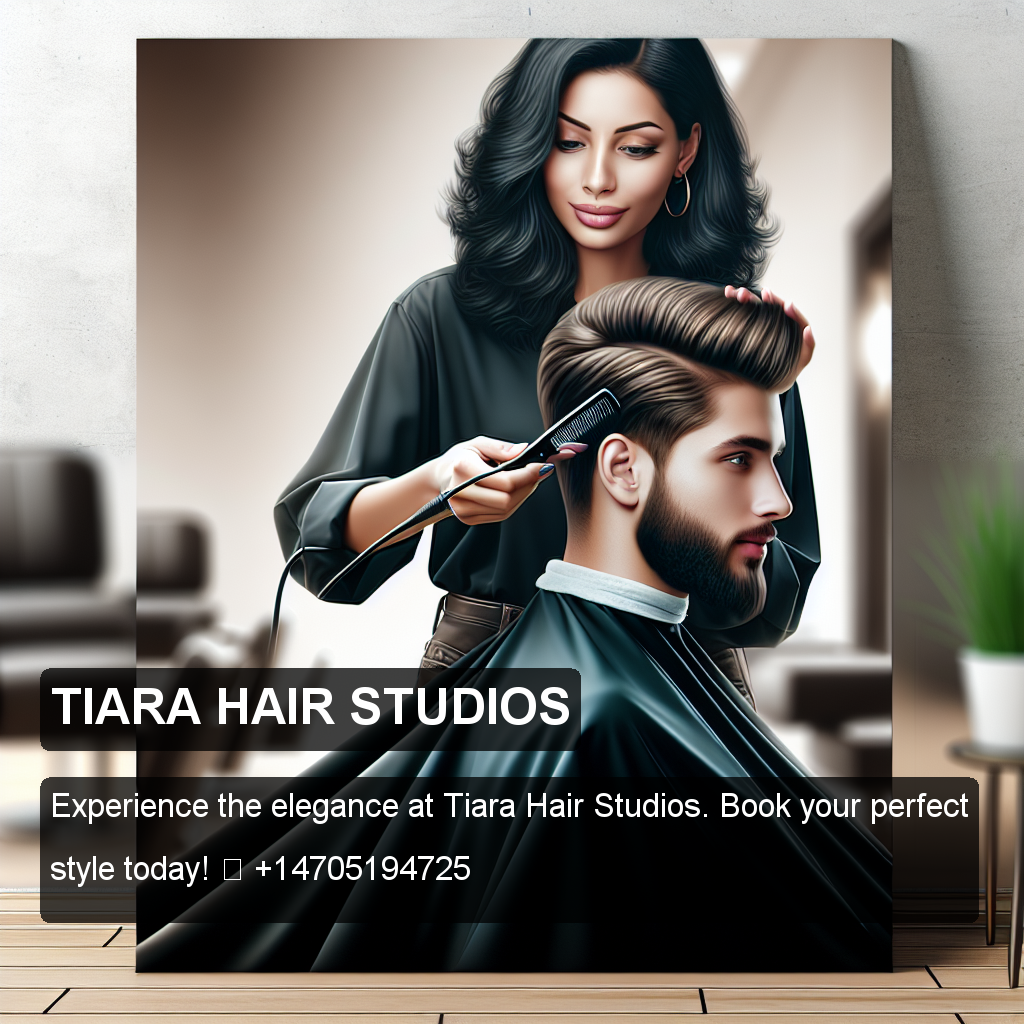 TIARA HAIR STUDIOS
Experience the elegance at Tiara Hair Studios. Book your perfect
style today! □ +14705194725